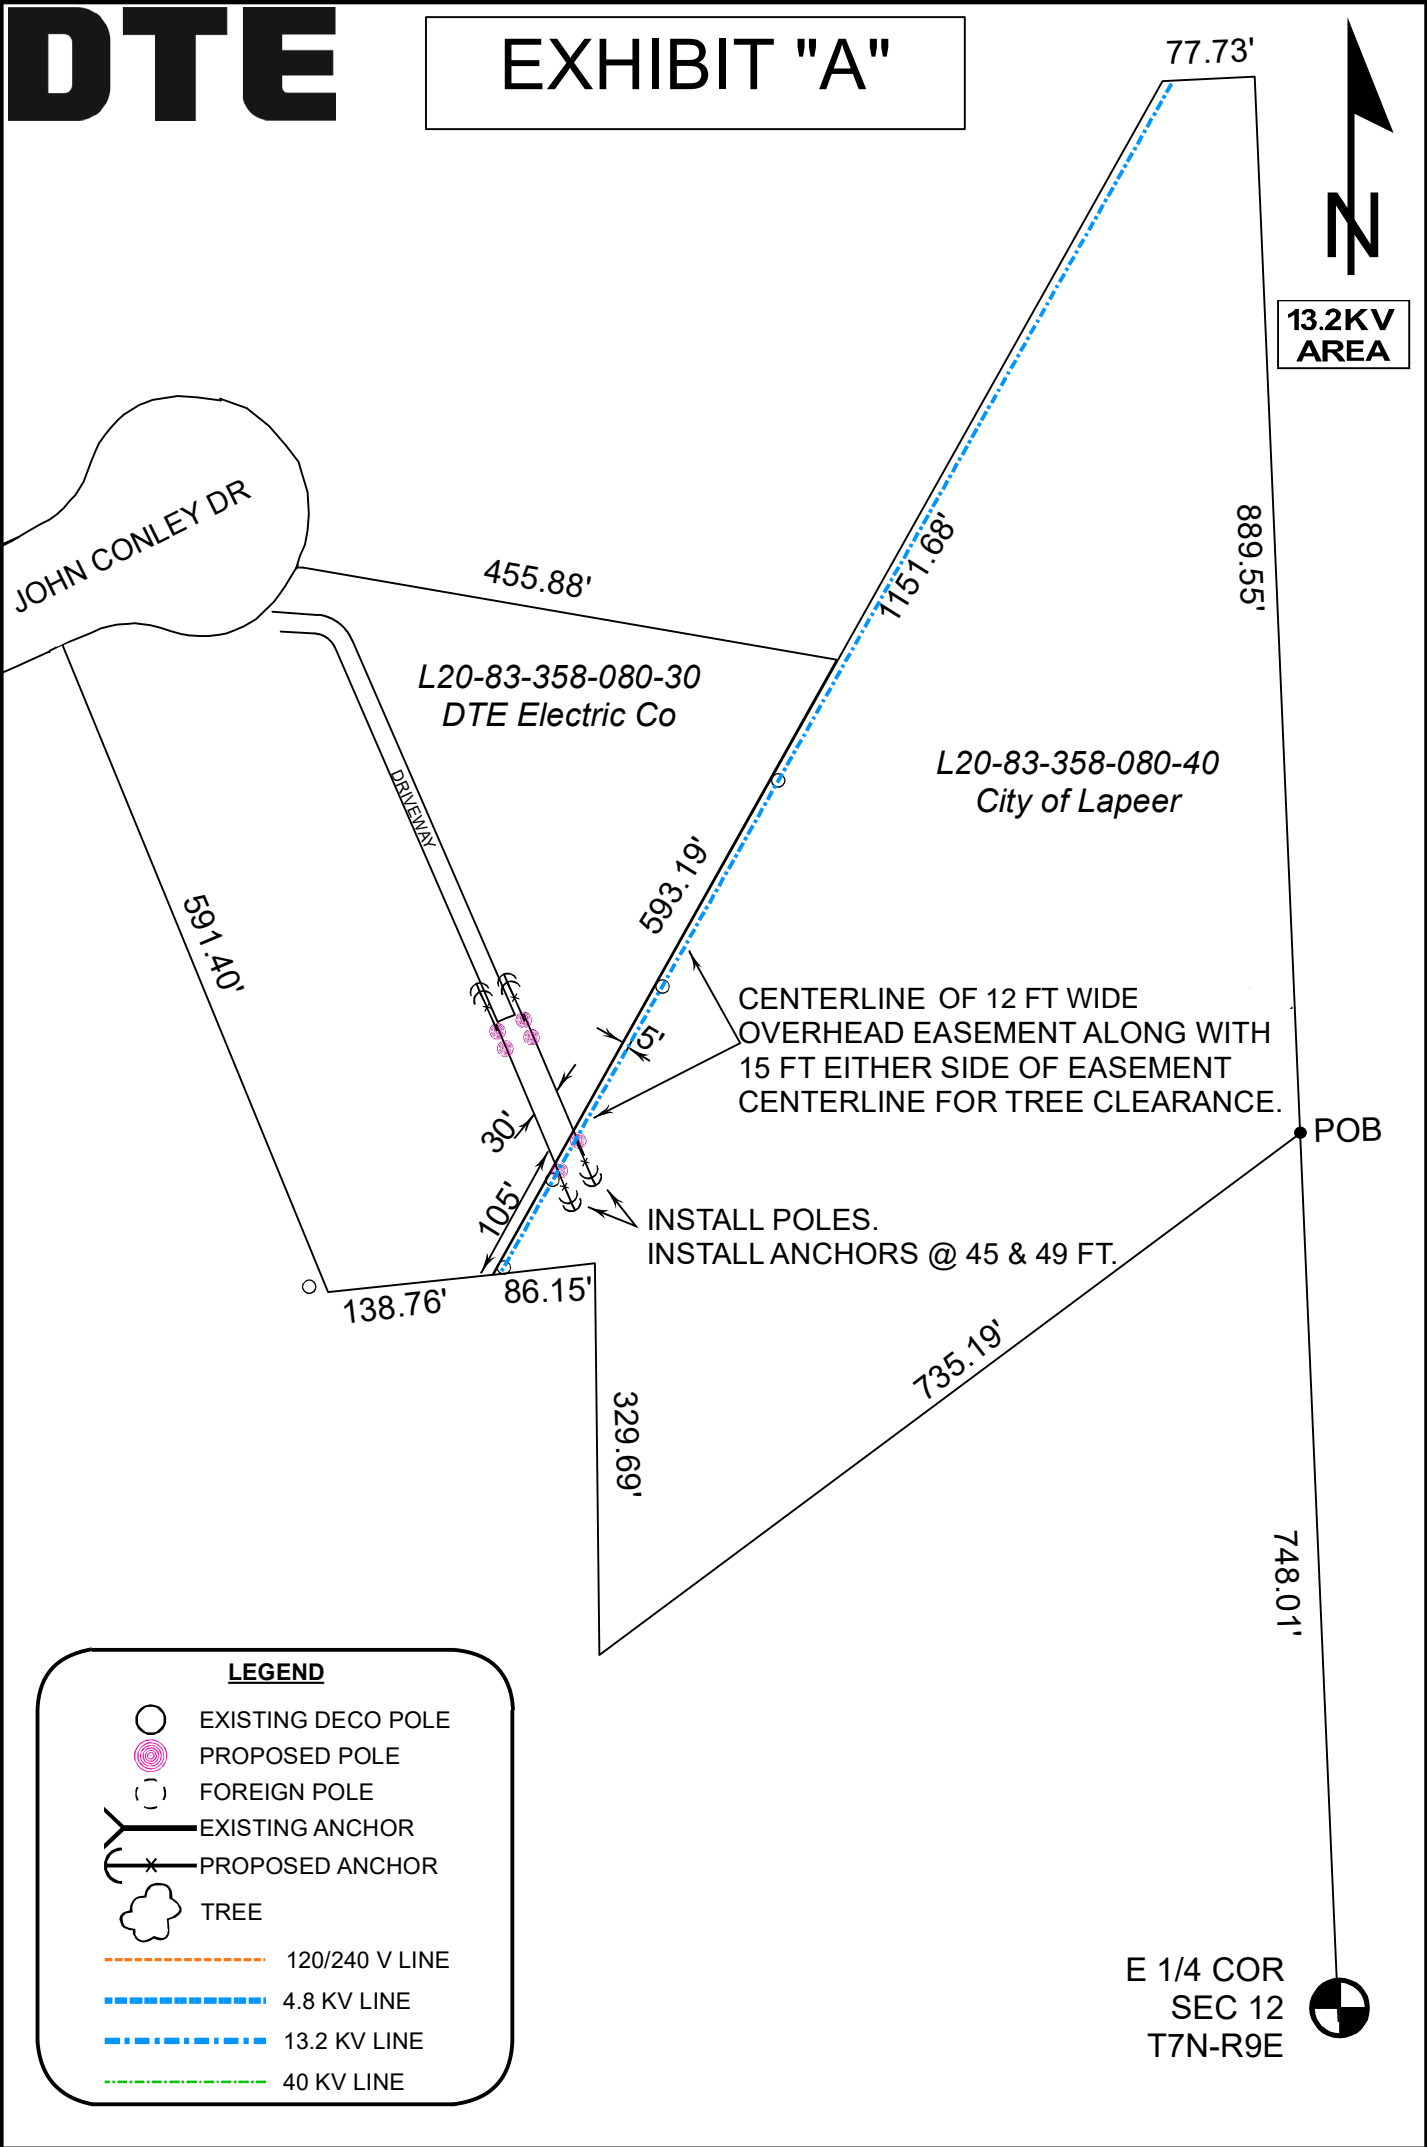 DTE
EXHIBIT "A"
77.73'
N
13.2KV
AREA
JOHN CONLEY DR
455.88'
1151.68'
889.55'
L20-83-358-080-30
DTE Electric Co
L20-83-358-080-40
City of Lapeer
DRIVEWAY
593.19'
591.40'
CENTERLINE OF 12 FT WIDE
OVERHEAD EASEMENT ALONG WITH
15 FT EITHER SIDE OF EASEMENT
CENTERLINE FOR TREE CLEARANCE.
5'
30'
POB
105'
INSTALL POLES.
INSTALL ANCHORS @ 45 & 49 FT.
138.76'
86.15'
735.19'
329.69'
748.01'
LEGEND
EXISTING DECO POLE
PROPOSED POLE
FOREIGN POLE
EXISTING ANCHOR
PROPOSED ANCHOR
TREE
120/240 V LINE
4.8 KV LINE
13.2 KV LINE
40 KV LINE
E 1/4 COR
SEC 12
T7N-R9E